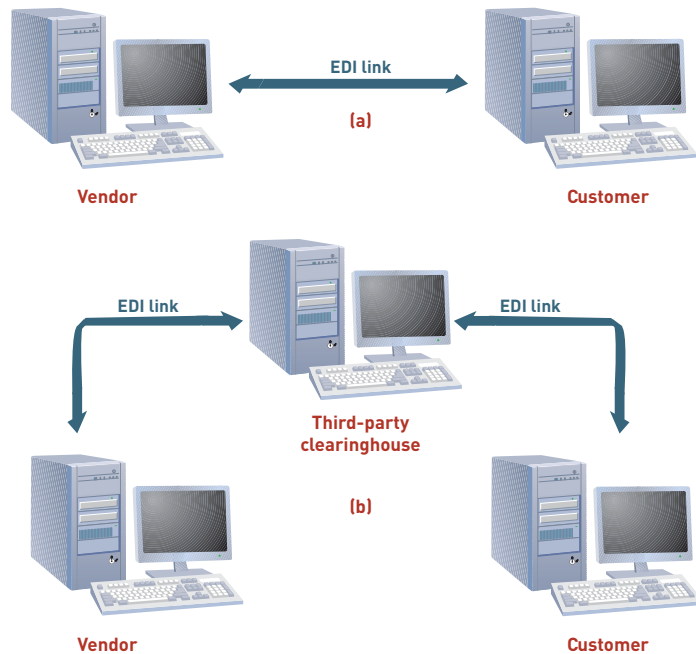 EDI link
(a)
Vendor
Customer
EDI link
EDI link
Third-party
clearinghouse
(b)
Vendor
Customer